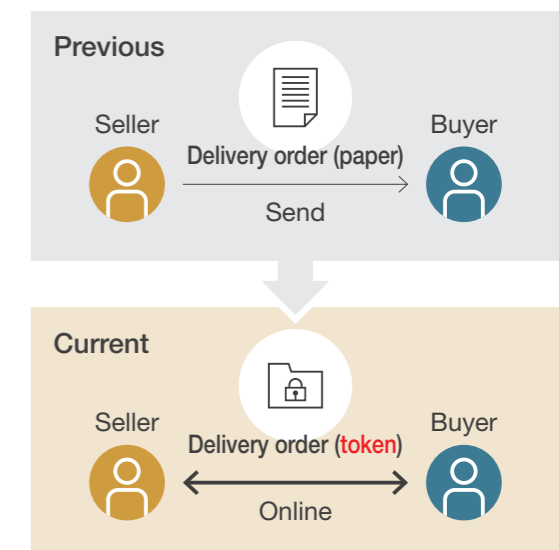 Previous
Seller
Buyer
Delivery order (paper)
Send
Current
Seller
Buyer
Delivery order (token)
Online